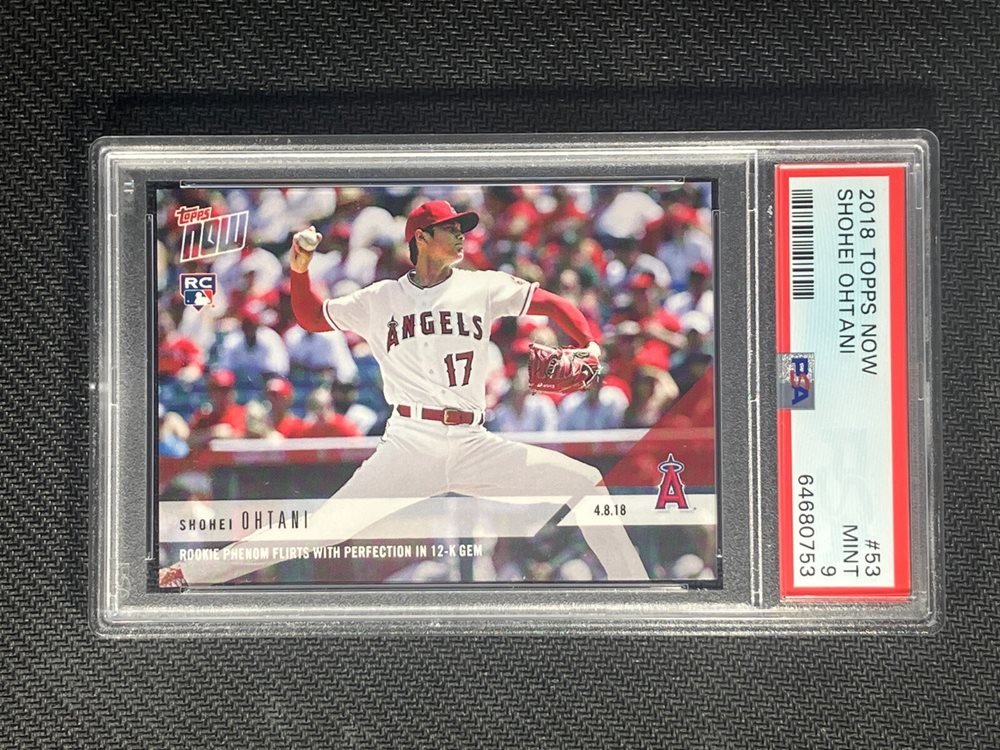 topps
now
RC
ANGELS
17
A
4.8.18
SHOHEI OHTANI
ROOKIE PHENOM FLIRTS WITH PERFECTION IN 12-K GEM
2018 TOPPS NOW
SHOHEI OHTANI
PSA
#53
MINT
9
64680753